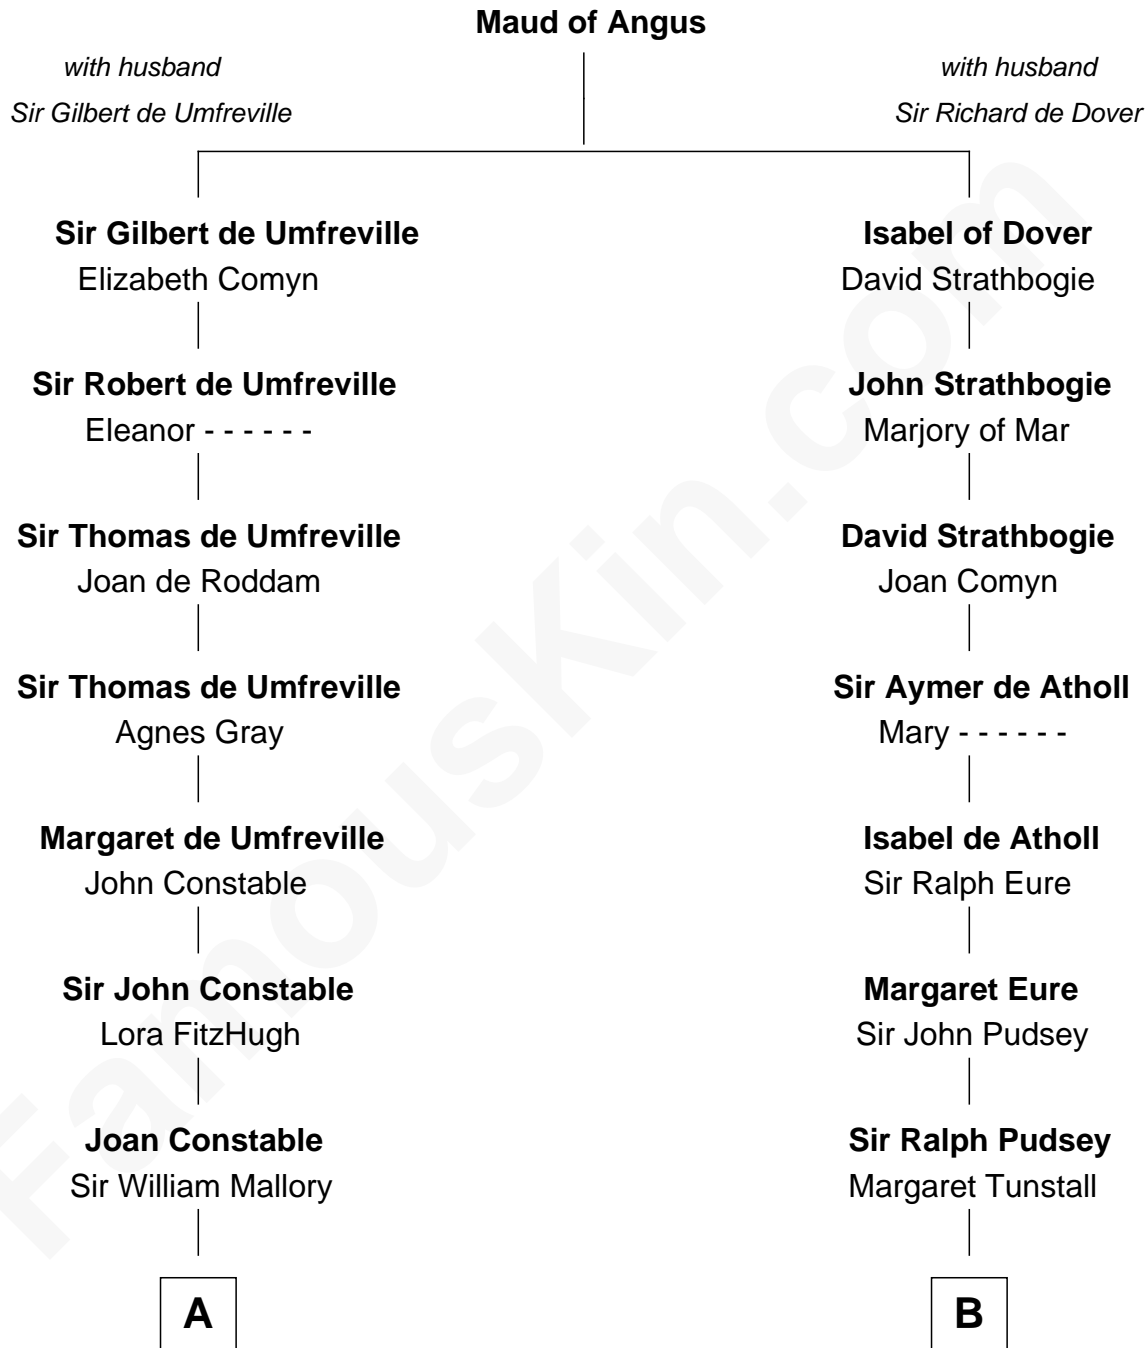 Maud of Angus
with husband
Sir Gilbert de Umfreville
with husband
Sir Richard de Dover
Sir Gilbert de Umfreville
Elizabeth Comyn
Sir Robert de Umfreville
Eleanor - - - - - -
Sir Thomas de Umfreville
Joan de Roddam
Sir Thomas de Umfreville
Agnes Gray
Margaret de Umfreville
John Constable
Sir John Constable
Lora FitzHugh
Joan Constable
Sir William Mallory
A
Isabel of Dover
David Strathbogie
John Strathbogie
Marjory of Mar
David Strathbogie
Joan Comyn
Sir Aymer de Atholl
Mary - - - - - -
Isabel de Atholl
Sir Ralph Eure
Margaret Eure
Sir John Pudsey
Sir Ralph Pudsey
Margaret Tunstall
B
FamousKin.com